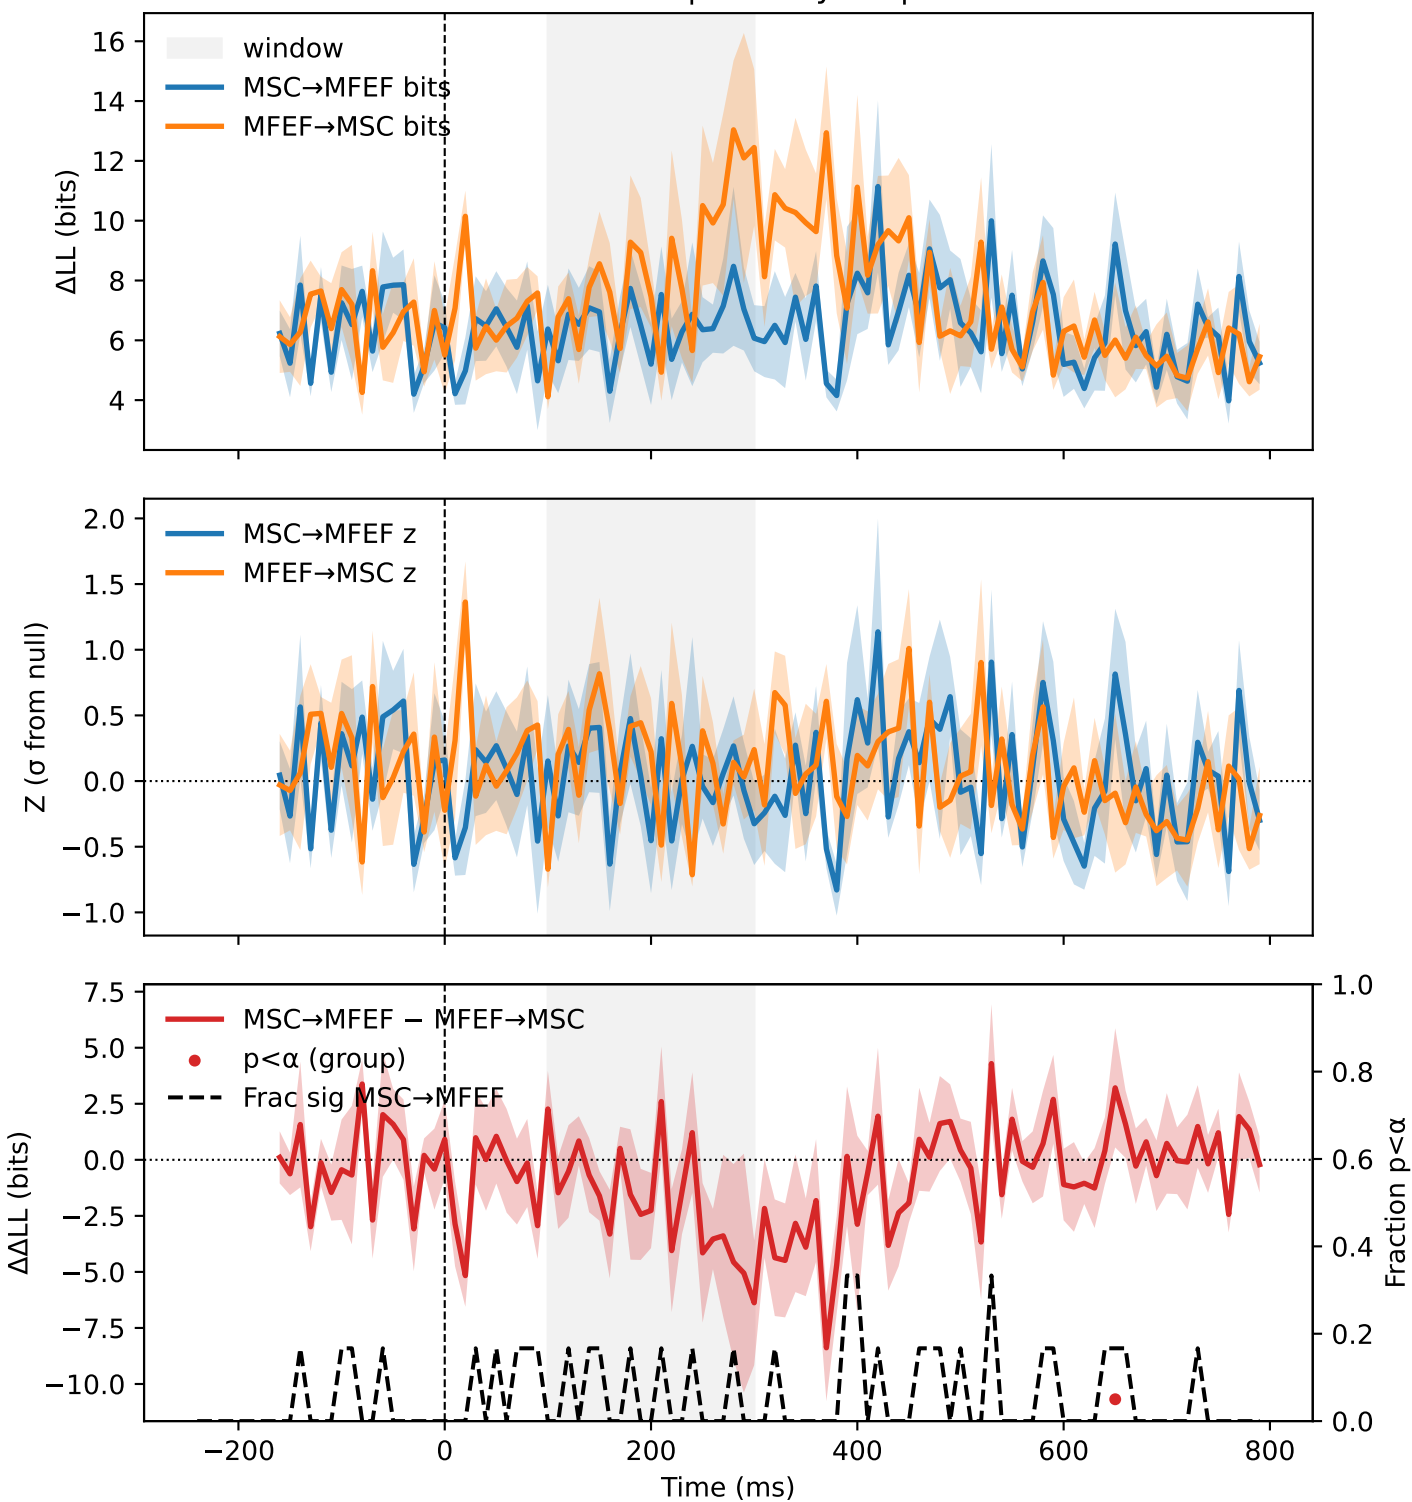 16
14
12
10
8
6
4
ΔLL (bits)
window
MSC→MFEF bits
MFEF→MSC bits
2.0
1.5
1.0
0.5
0.0
−0.5
−1.0
Z (σ from null)
MSC→MFEF z
MFEF→MSC z
7.5
5.0
2.5
0.0
−2.5
−5.0
−7.5
−10.0
ΔΔLL (bits)
MSC→MFEF − MFEF→MSC
p<α (group)
Frac sig MSC→MFEF
1.0
0.8
0.6
0.4
0.2
0.0
Fraction p<α
−200 0 200 400 600 800
Time (ms)